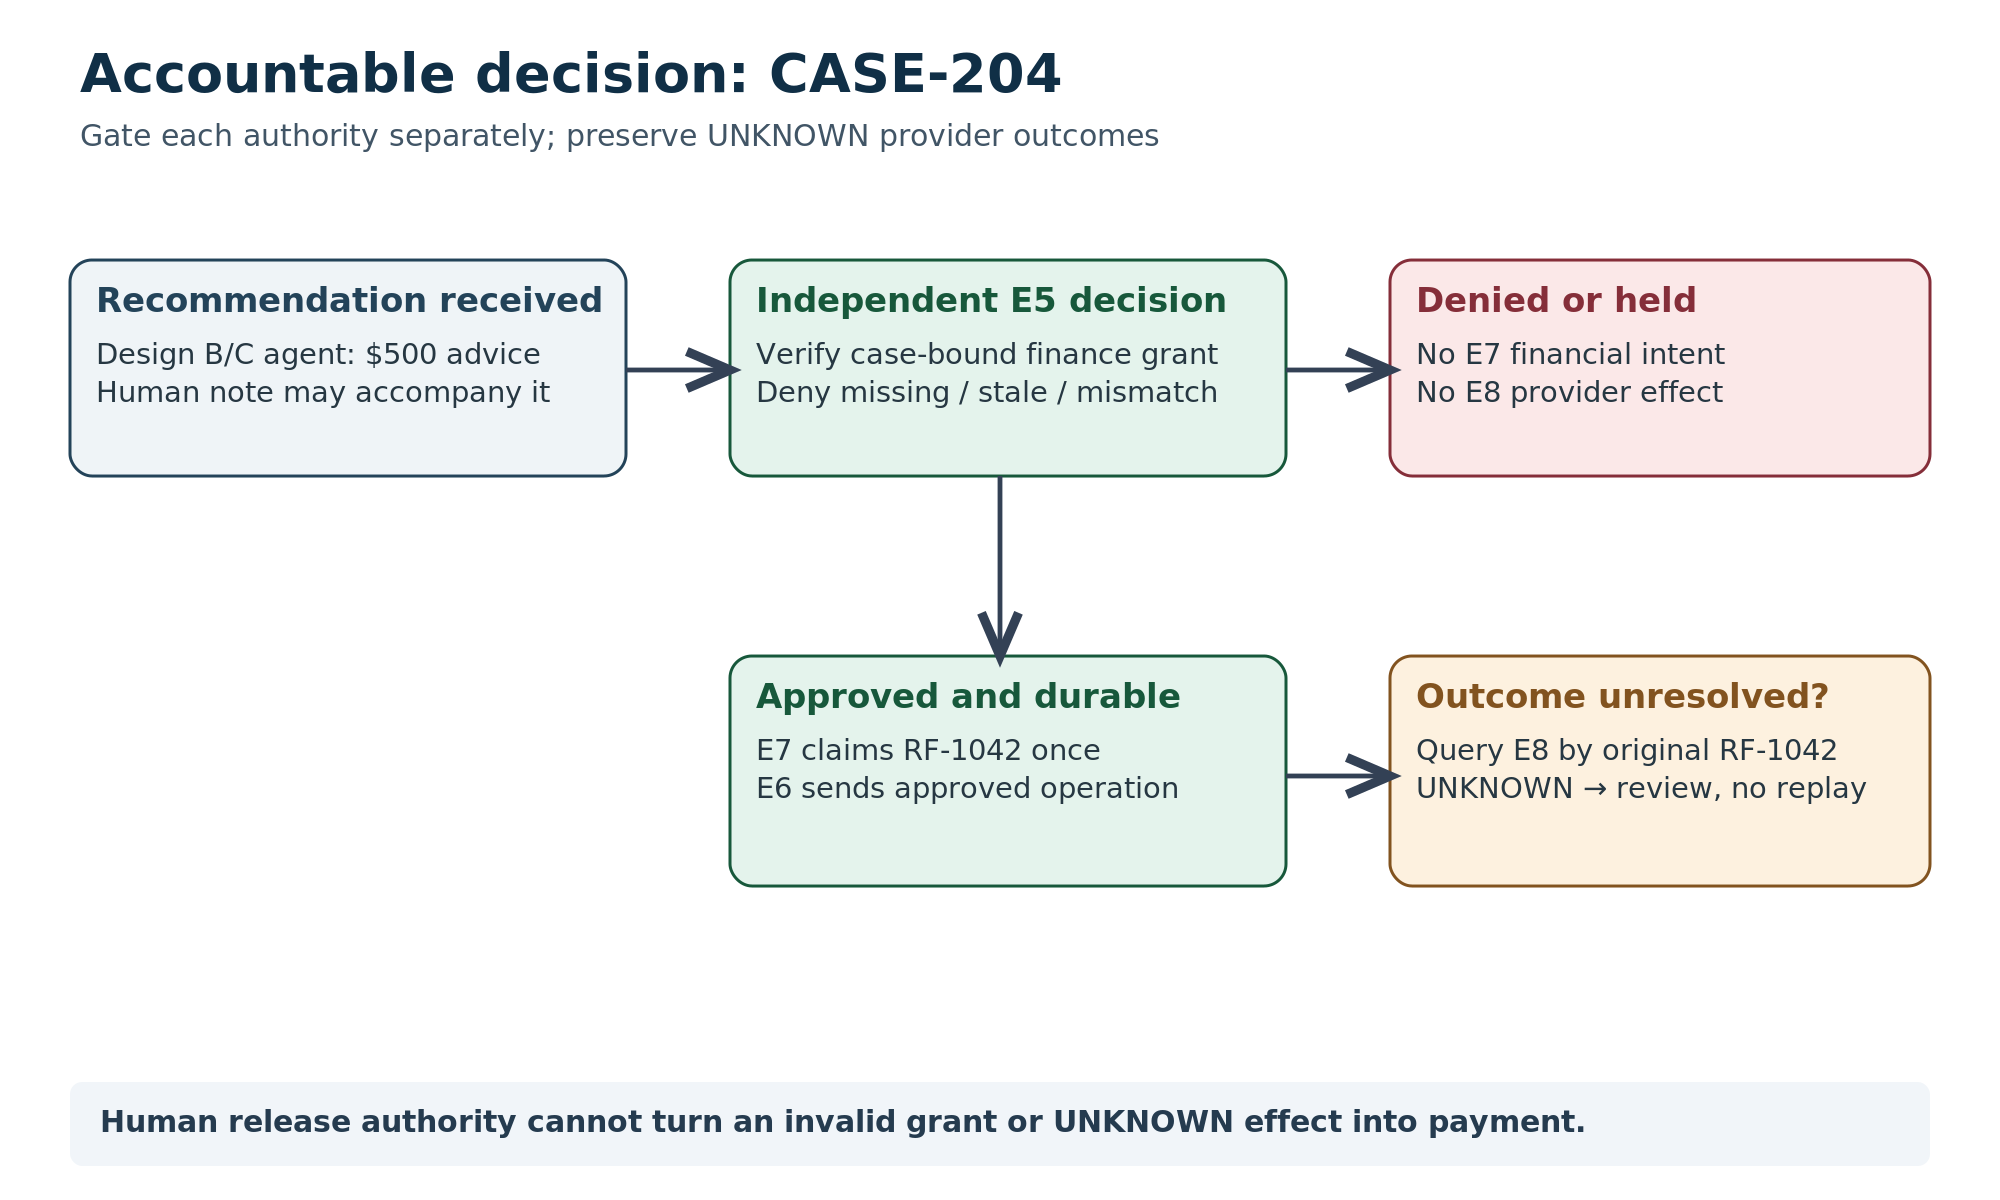 Accountable decision: CASE-204
Gate each authority separately; preserve UNKNOWN provider outcomes
Recommendation received
Design B/C agent: $500 advice
Human note may accompany it
Independent E5 decision
Verify case-bound finance grant
Deny missing / stale / mismatch
Denied or held
No E7 financial intent
No E8 provider effect
Approved and durable
E7 claims RF-1042 once
E6 sends approved operation
Outcome unresolved?
Query E8 by original RF-1042
UNKNOWN → review, no replay
Human release authority cannot turn an invalid grant or UNKNOWN effect into payment.